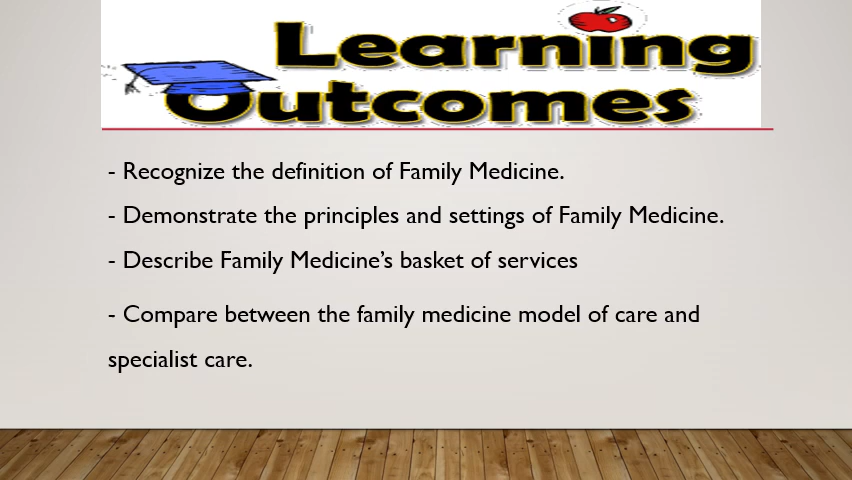 Learning
Outcomes
- Recognize the definition of Family Medicine.
- Demonstrate the principles and settings of Family Medicine.
- Describe Family Medicine’s basket of services
- Compare between the family medicine model of care and
specialist care.